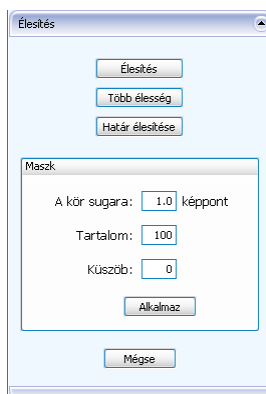 Élesítés
Élesítés
Több élesség
Határ élesítése
Maszk
A kör sugara: 1.0 képpont
Tartalom: 100
Küszöb: 0
Alkalmaz
Mégse